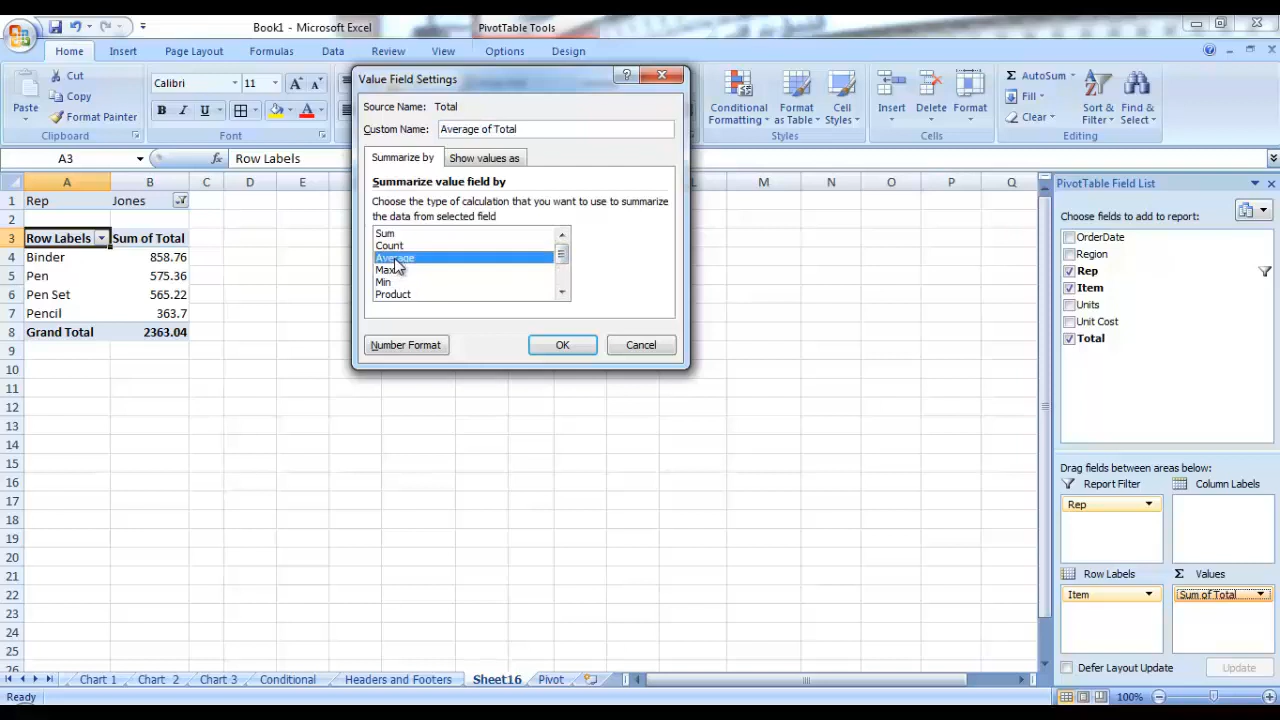 Book1 - Microsoft Excel
PivotTable Tools
Home Insert Page Layout Formulas Data Review View Options Design
Paste
Cut
Copy
Format Painter
Clipboard
Calibri 11
B I U
Font
Conditional Formatting
Format as Table
Cell Styles
Styles
Insert Delete Format
Cells
Σ AutoSum
Fill
Clear
Sort & Filter
Find & Select
Editing
A3 fx Row Labels
A B C D E L M N O P Q
1 Rep Jones
2
3 Row Labels Sum of Total
4 Binder 858.76
5 Pen 575.36
6 Pen Set 565.22
7 Pencil 363.7
8 Grand Total 2363.04
9
10
11
12
13
14
15
16
17
18
19
20
21
22
23
24
25
26
Value Field Settings
Source Name: Total
Custom Name: Average of Total
Summarize by Show values as
Summarize value field by
Choose the type of calculation that you want to use to summarize
the data from selected field
Sum
Count
Average
Max
Min
Product
Number Format OK Cancel
PivotTable Field List
Choose fields to add to report:
OrderDate
Region
Rep
Item
Units
Unit Cost
Total
Drag fields between areas below:
Report Filter Column Labels
Rep
Row Labels Σ Values
Item Sum of Total
Defer Layout Update Update
Chart 1 Chart 2 Chart 3 Conditional Headers and Footers Sheet16 Pivot
Ready 100%